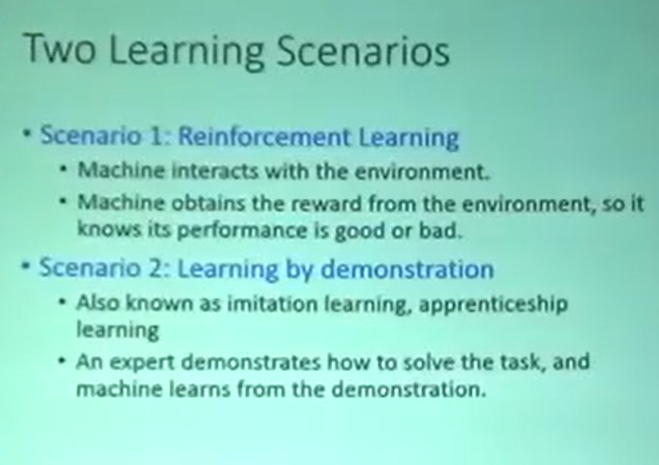 Two Learning Scenarios
• Scenario 1: Reinforcement Learning
• Machine interacts with the environment.
• Machine obtains the reward from the environment, so it
knows its performance is good or bad.
• Scenario 2: Learning by demonstration
• Also known as imitation learning, apprenticeship
learning
• An expert demonstrates how to solve the task, and
machine learns from the demonstration.